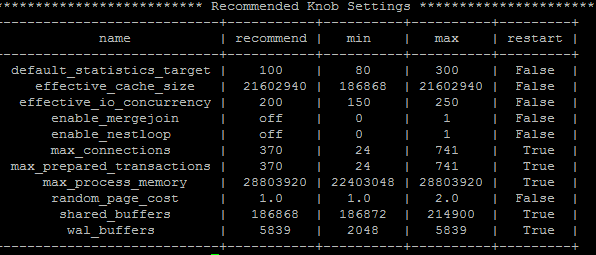 ************************** Recommended Knob Settings **********************
---------------------------+-----------+----------+----------+---------+
name | recommend | min | max | restart |
---------------------------+-----------+----------+----------+---------+
default_statistics_target | 100 | 80 | 300 | False |
effective_cache_size | 21602940 | 186868 | 21602940 | False |
effective_io_concurrency | 200 | 150 | 250 | False |
enable_mergejoin | off | 0 | 1 | False |
enable_nestloop | off | 0 | 1 | False |
max_connections | 370 | 24 | 741 | True |
max_prepared_transactions | 370 | 24 | 741 | True |
max_process_memory | 28803920 | 22403048 | 28803920 | True |
random_page_cost | 1.0 | 1.0 | 2.0 | False |
shared_buffers | 186868 | 186872 | 214900 | True |
wal_buffers | 5839 | 2048 | 5839 | True |
---------------------------+-----------+----------+----------+---------+